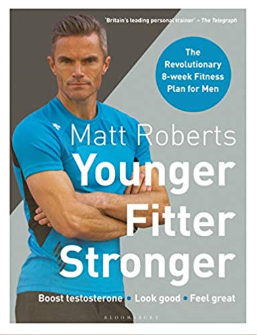 'Britain's leading personal trainer' – The Telegraph
The
Revolutionary
8-week Fitness
Plan for Men
Matt Roberts
Younger
Fitter
Stronger
Boost testosterone • Look good • Feel great
BLOOMSBURY